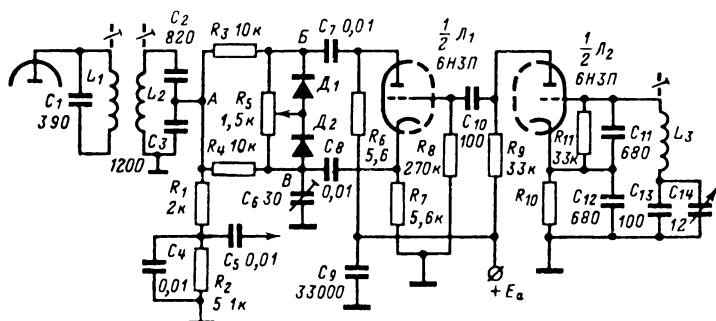 C₂
820
R₃ 10к
Б
C₇ 0,01
½ Л₁
6Н3П
½ Л₂
6Н3П
L₁
L₂
A
R₅
1,5к
Д1
Д2
C₁
390
C₃
1200
R₄ 10к
В
C₈
0,01
C₆ 30
R₆
5,6
R₈
270к
C₁₀
100
R₉
33к
R₁₁
33к
C₁₁
680
L₃
R₁
2к
R₇
5,6к
R₁₀
C₁₂
680
C₁₃
100
C₁₄
12
C₄
0,01
C₅ 0,01
R₂
5 1к
C₉
33000
+ Eₐ